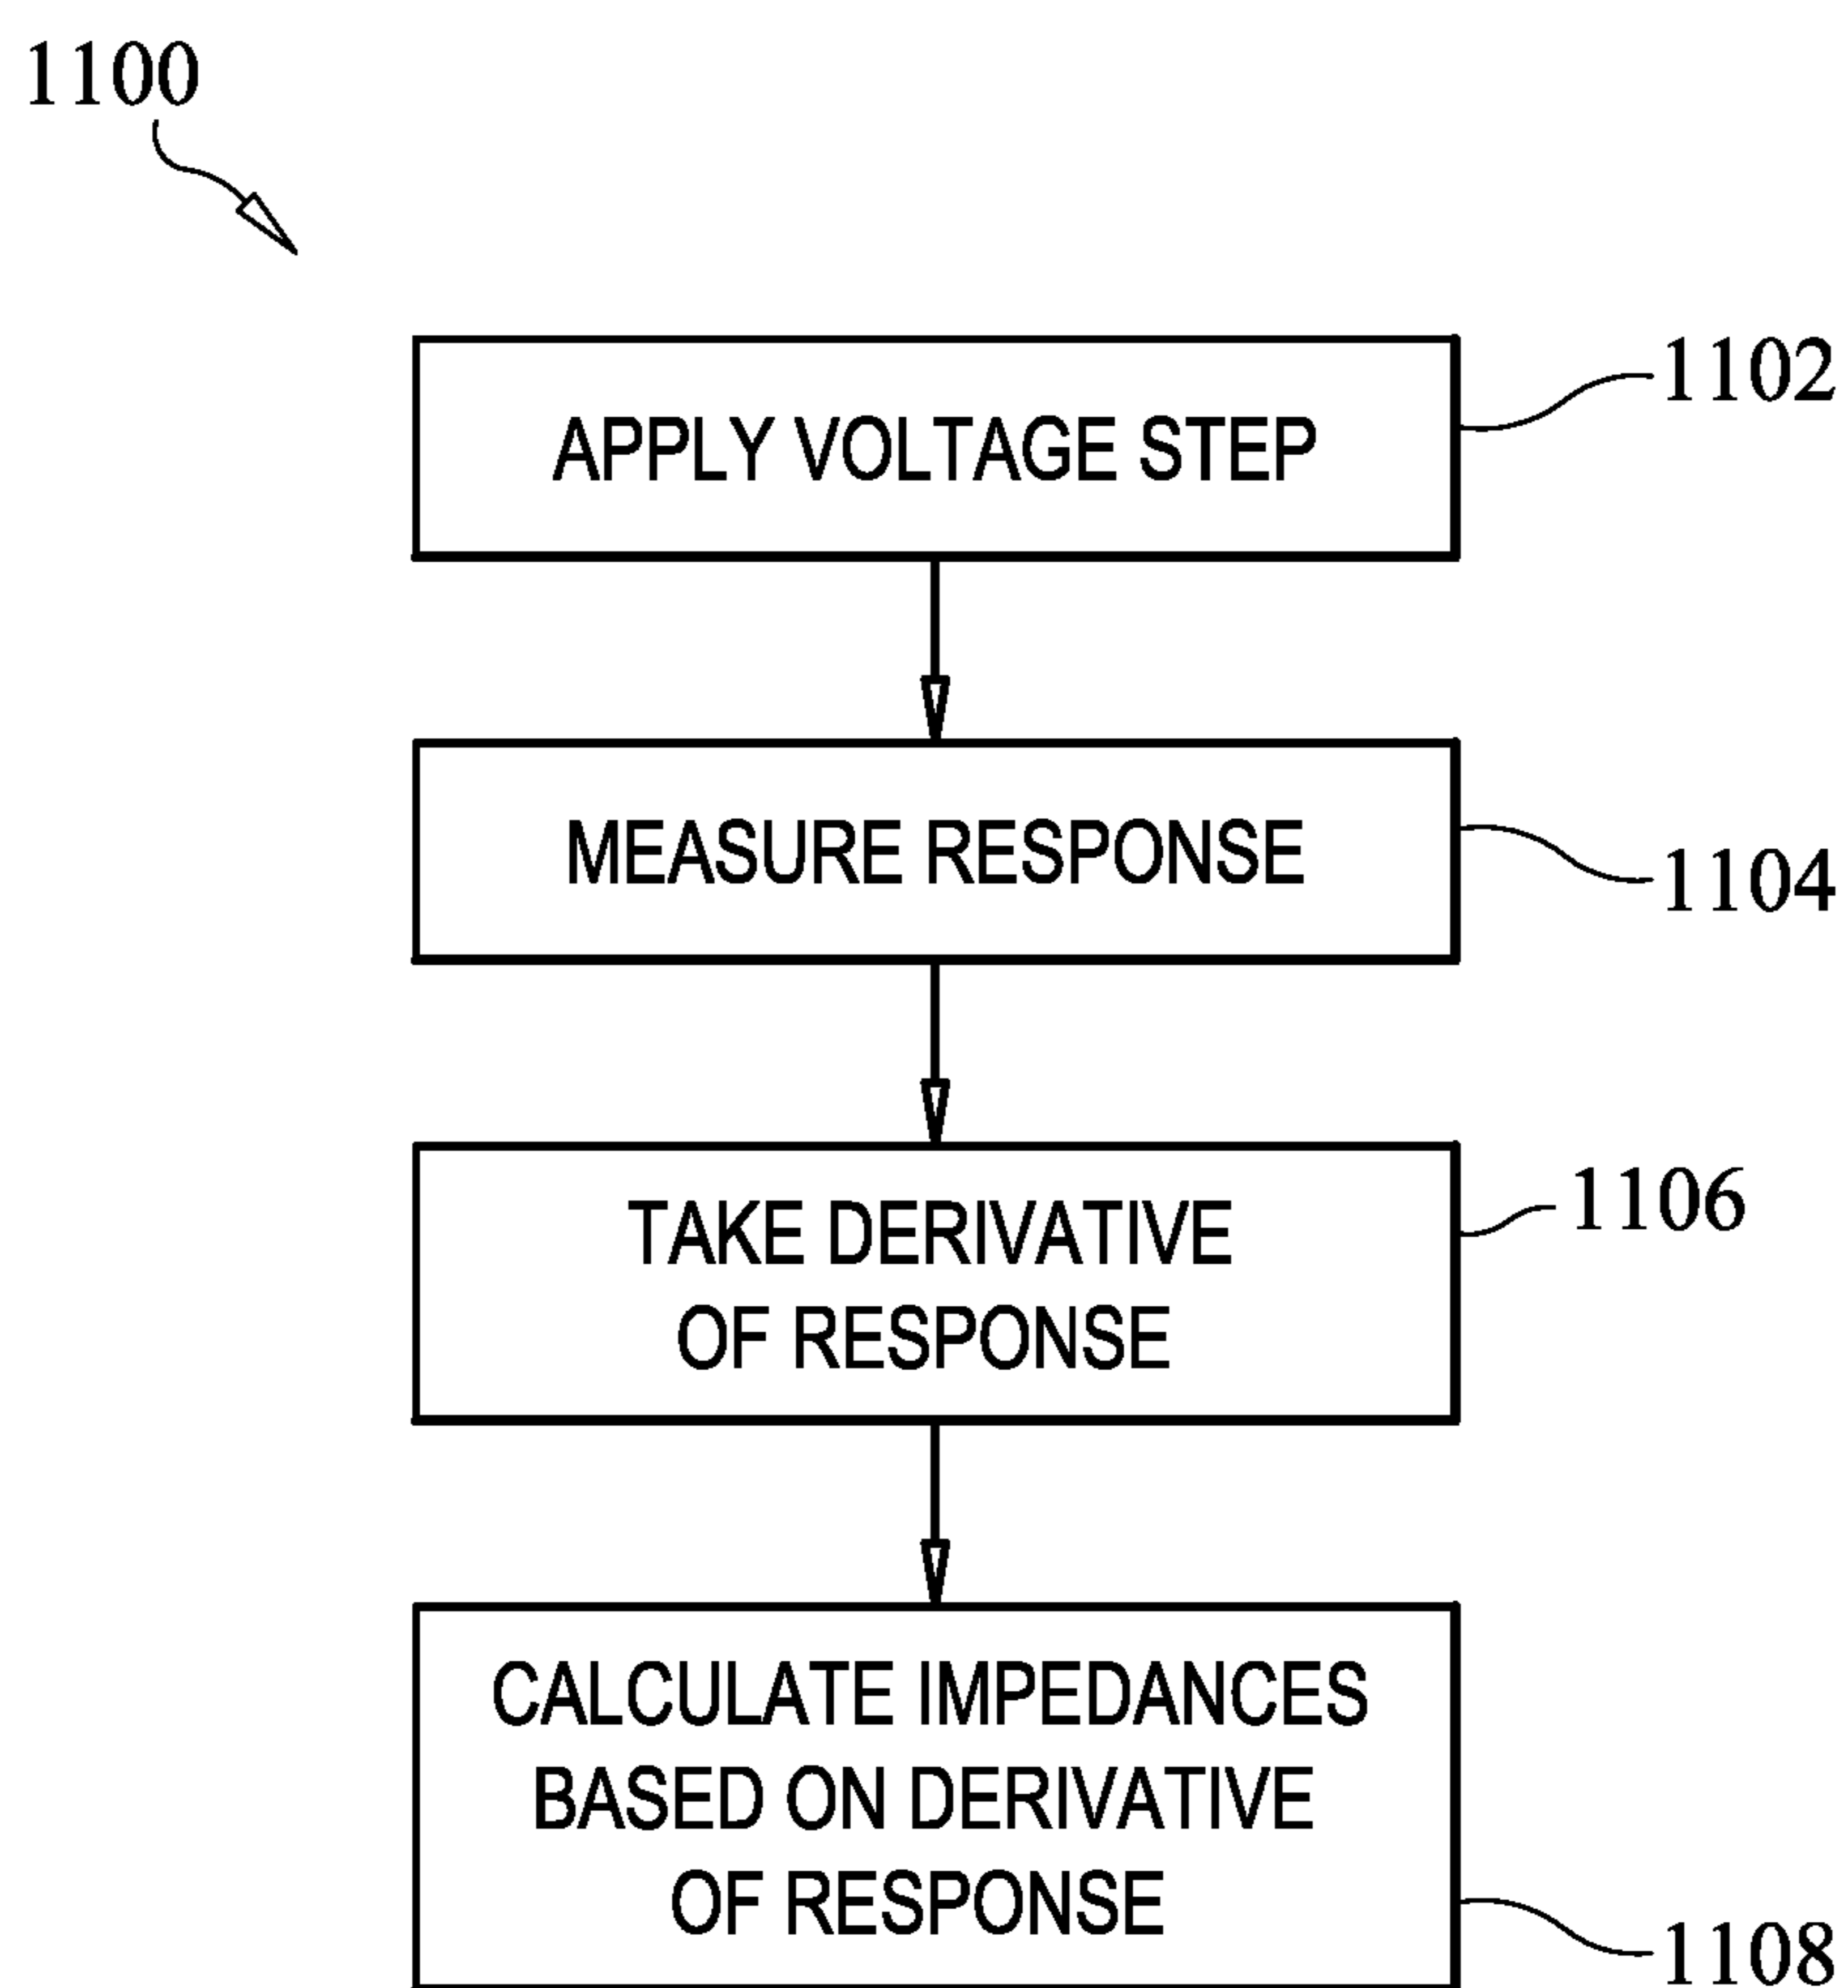 1100
APPLY VOLTAGE STEP
1102
MEASURE RESPONSE
1104
TAKE DERIVATIVE
OF RESPONSE
1106
CALCULATE IMPEDANCES
BASED ON DERIVATIVE
OF RESPONSE
1108